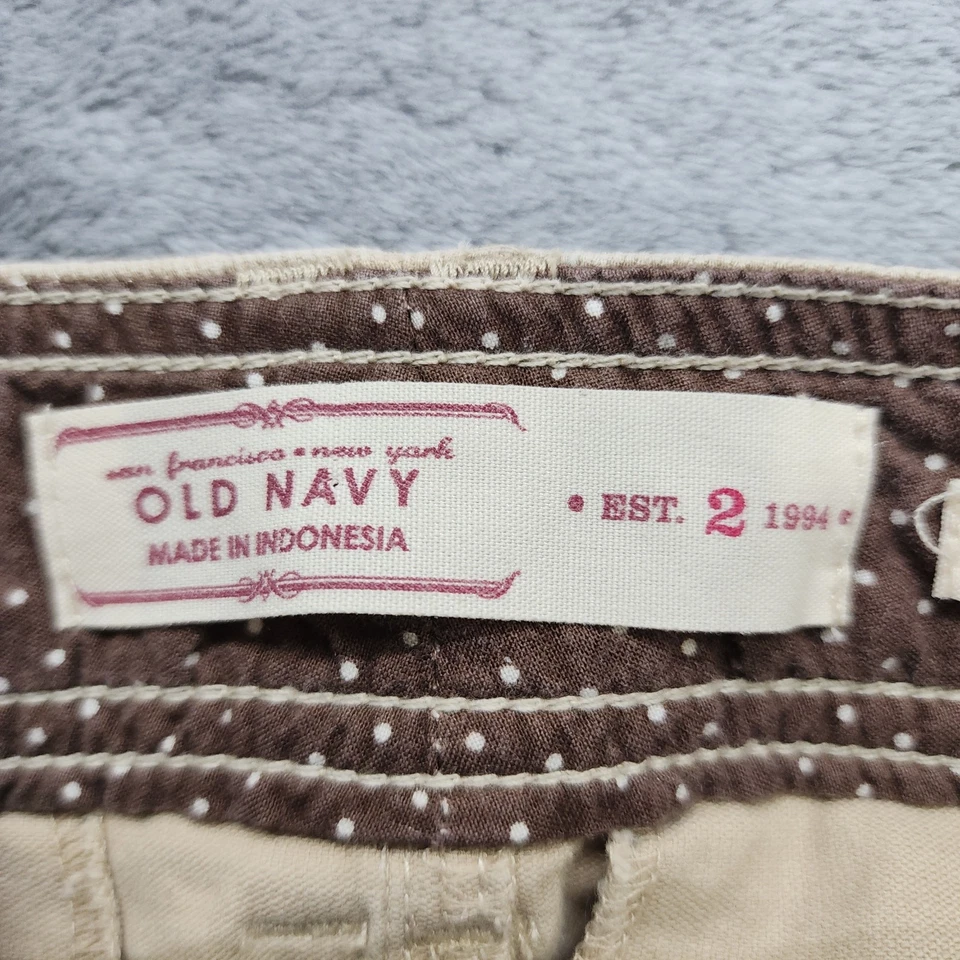 san francisco • new york
OLD NAVY
MADE IN INDONESIA
• EST. 2 1994 •